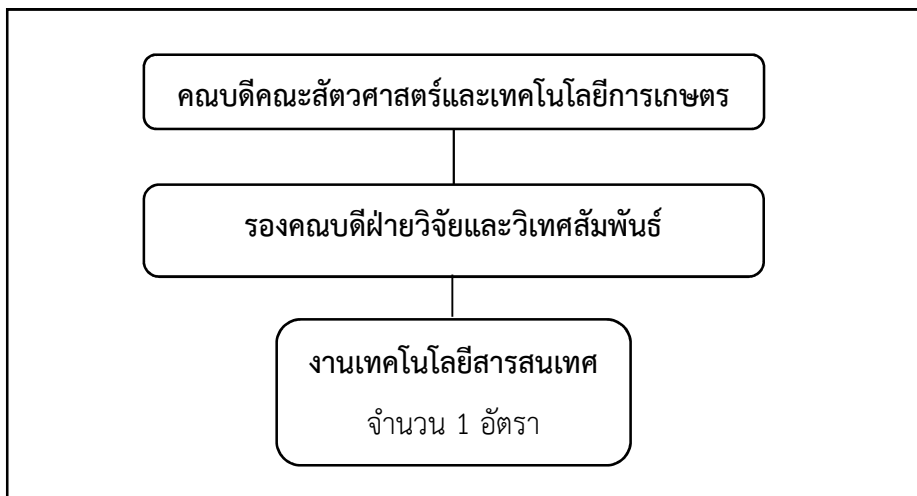 คณบดีคณะสัตวศาสตร์และเทคโนโลยีการเกษตร
รองคณบดีฝ่ายวิจัยและวิเทศสัมพันธ์
งานเทคโนโลยีสารสนเทศ
จำนวน 1 อัตรา